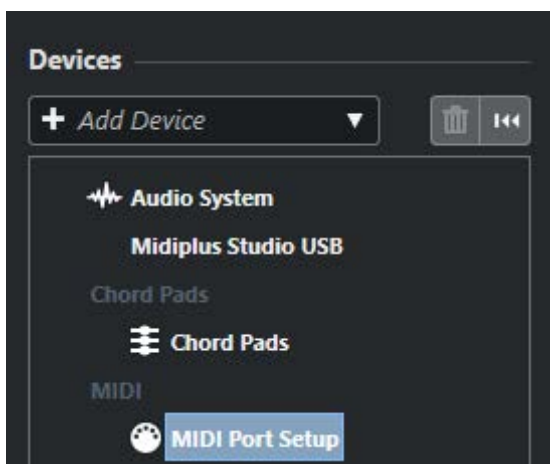 Devices
Add Device
Audio System
Midiplus Studio USB
Chord Pads
Chord Pads
MIDI
MIDI Port Setup